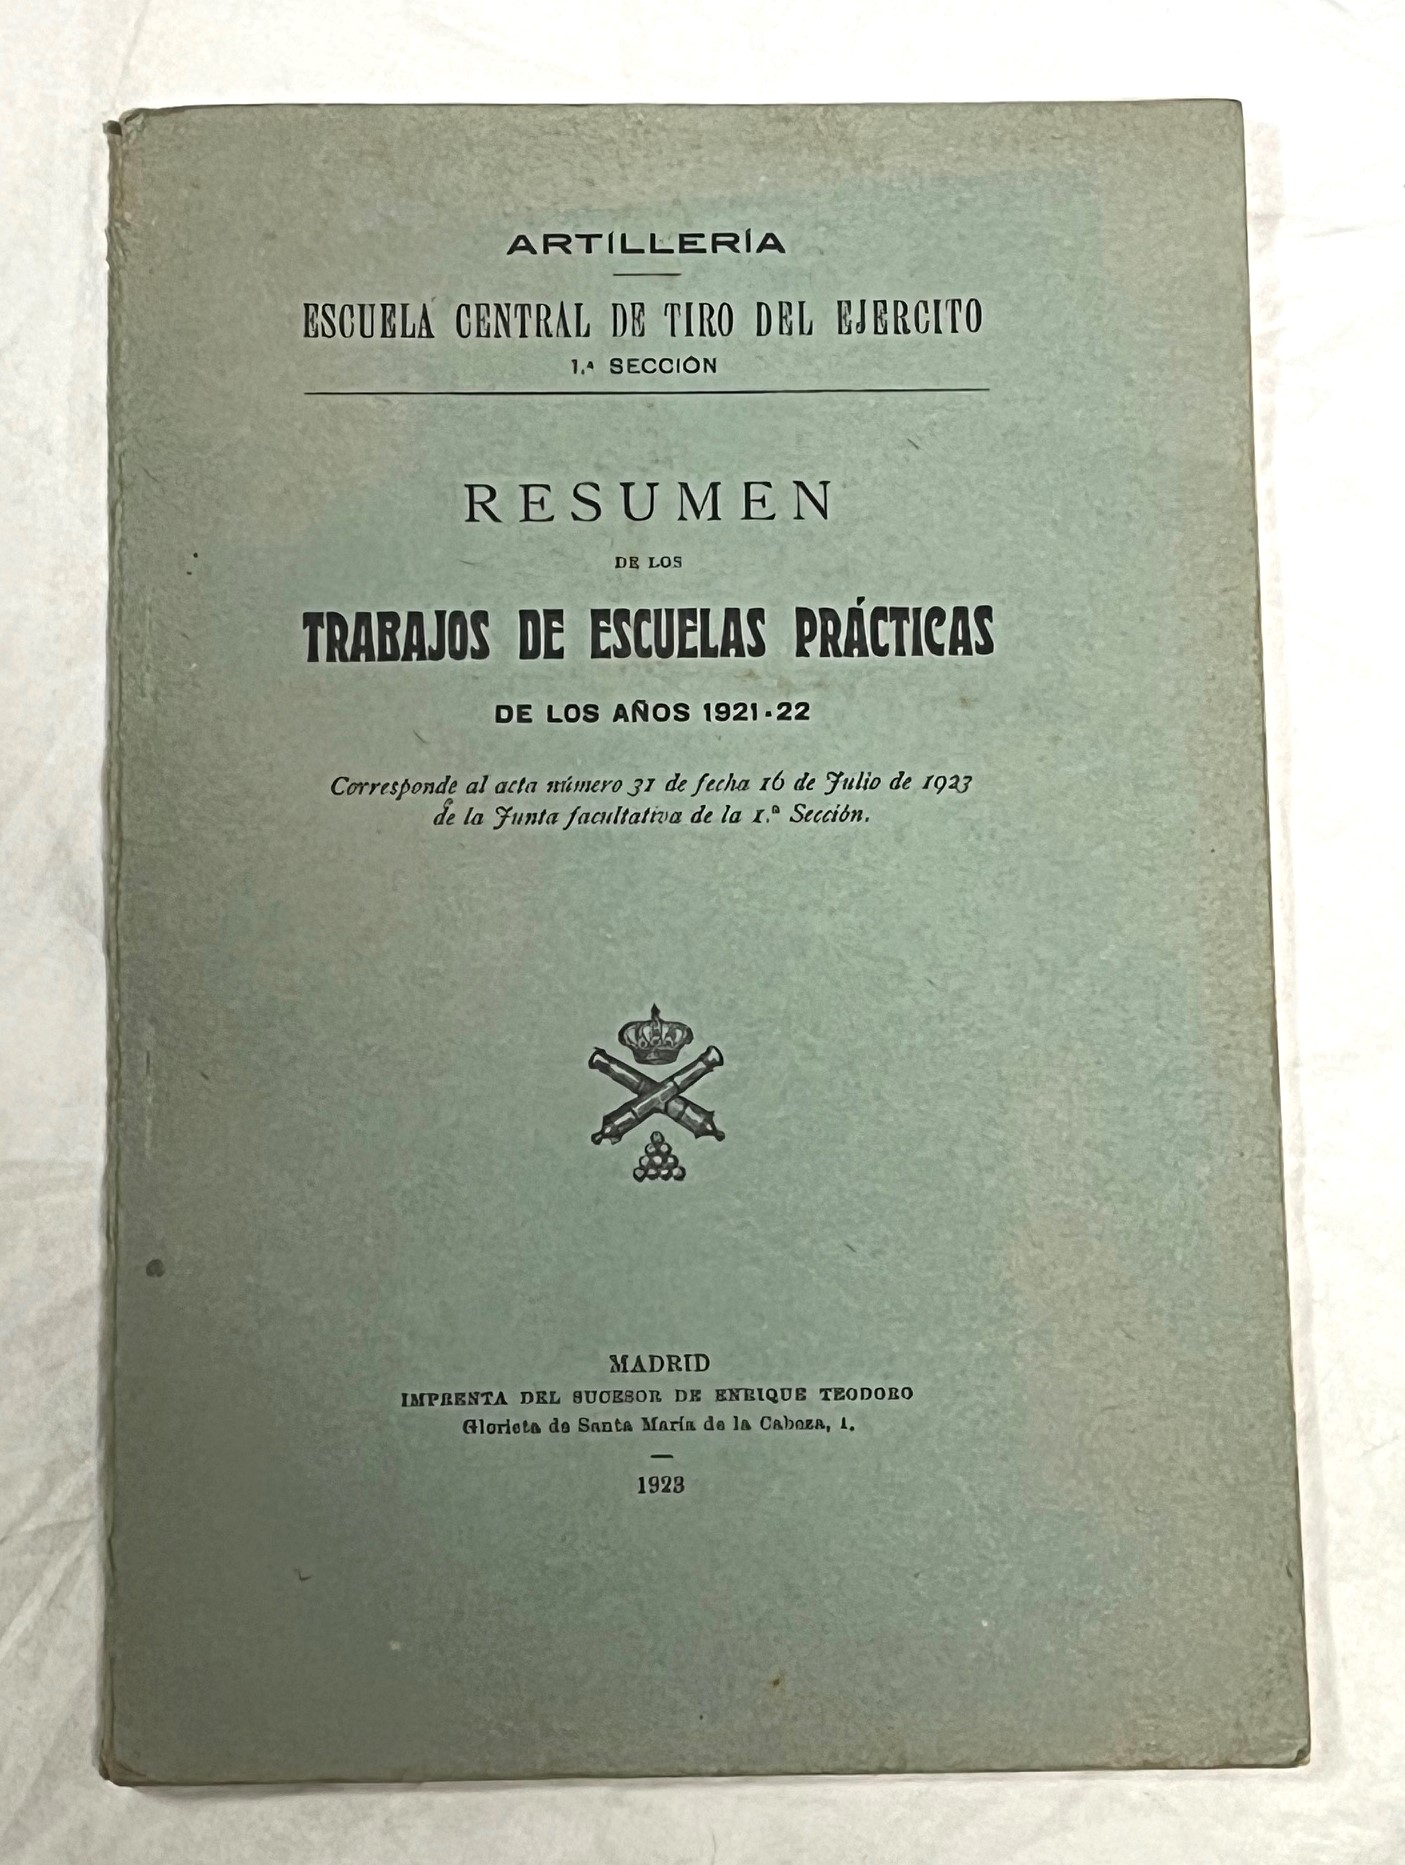 ARTILLERÍA
ESCUELA CENTRAL DE TIRO DEL EJERCITO
1.ª SECCIÓN
RESUMEN
DE LOS
TRABAJOS DE ESCUELAS PRÁCTICAS
DE LOS AÑOS 1921-22
Corresponde al acta número 31 de fecha 16 de Julio de 1923
de la Junta facultativa de la 1.ª Sección.
MADRID
IMPRENTA DEL SUCESOR DE ENRIQUE TEODORO
Glorieta de Santa María de la Cabeza, 1.
1923